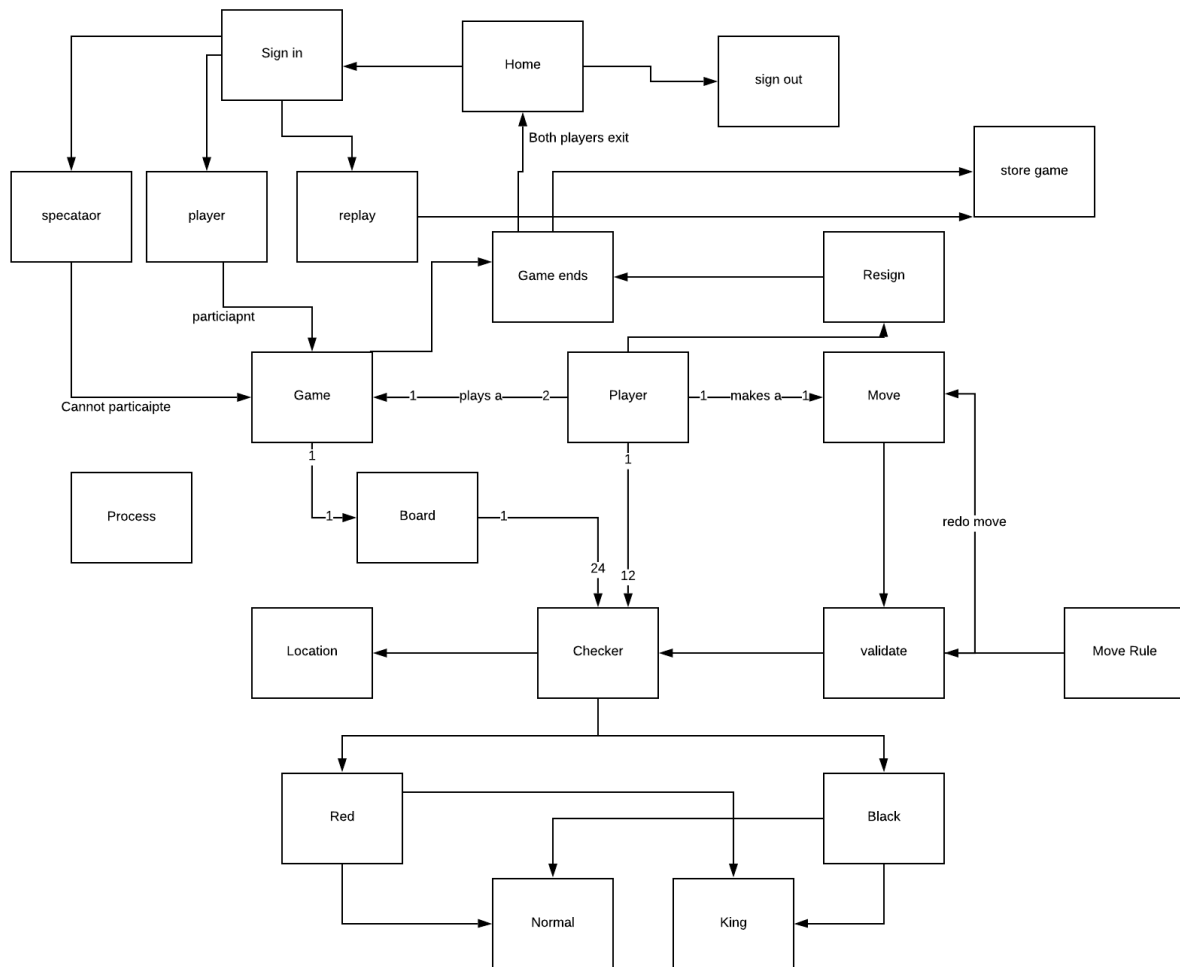 Sign in
Home
sign out
Both players exit
store game
specataor
player
replay
Game ends
Resign
particiapnt
Game
1
plays a
2
Player
1
makes a
1
Move
Cannot particaipte
1
1
Process
1
Board
1
redo move
24
12
Location
Checker
validate
Move Rule
Red
Black
Normal
King